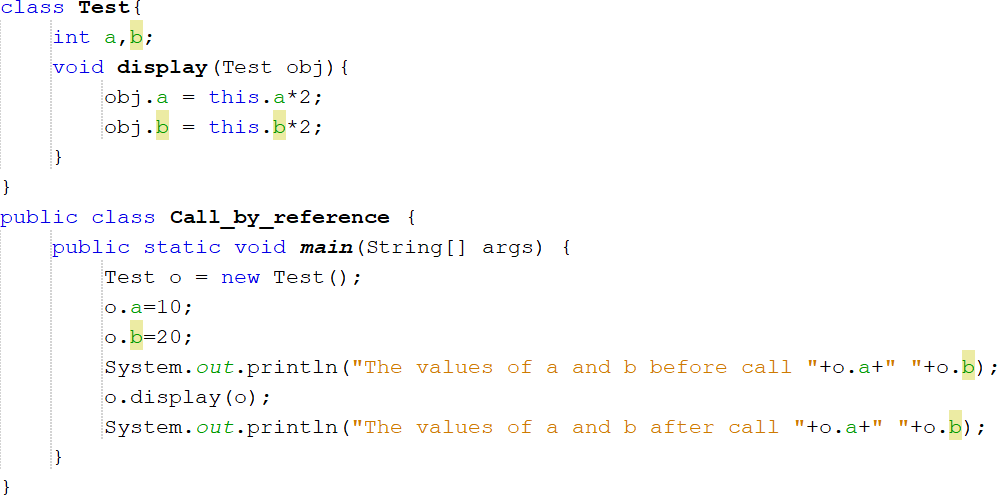 class Test{
int a,b;
void display(Test obj){
obj.a = this.a*2;
obj.b = this.b*2;
}
}
public class Call_by_reference {
public static void main(String[] args) {
Test o = new Test();
o.a=10;
o.b=20;
System.out.println("The values of a and b before call "+o.a+" "+o.b);
o.display(o);
System.out.println("The values of a and b after call "+o.a+" "+o.b);
}
}